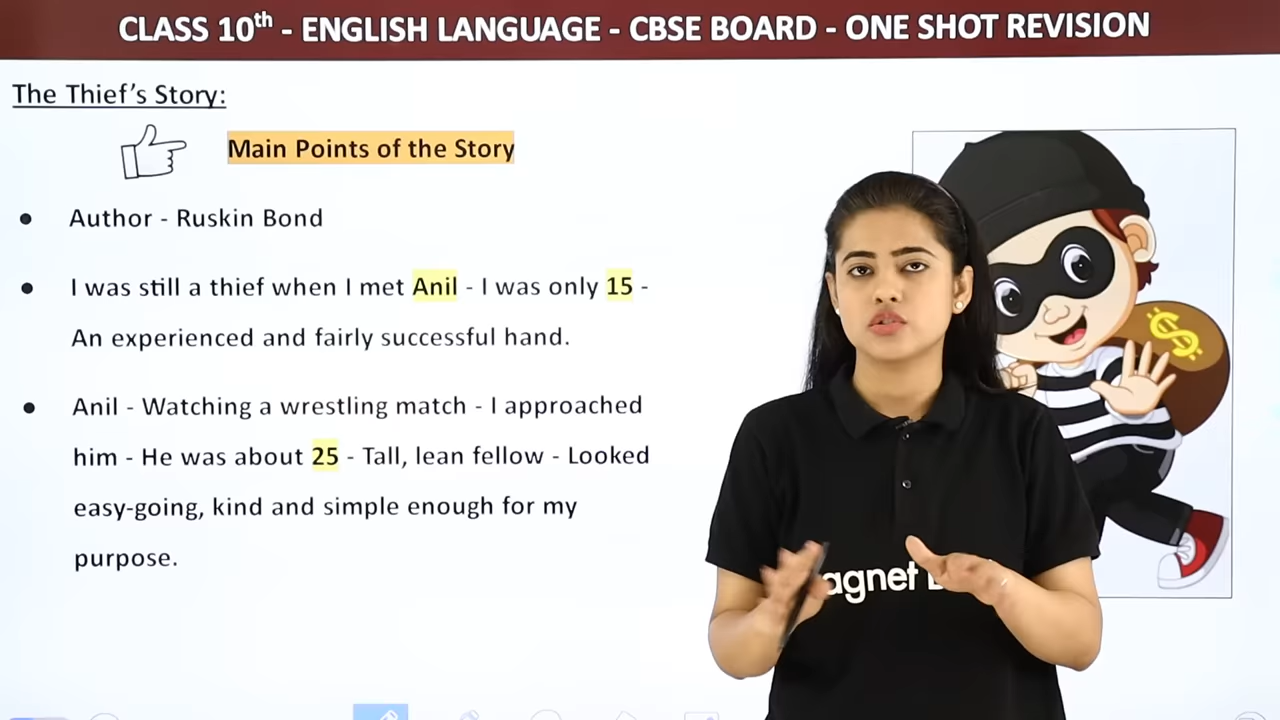 CLASS 10th - ENGLISH LANGUAGE - CBSE BOARD - ONE SHOT REVISION
The Thief's Story:
Main Points of the Story
● Author - Ruskin Bond
● I was still a thief when I met Anil - I was only 15 -
An experienced and fairly successful hand.
● Anil - Watching a wrestling match - I approached
him - He was about 25 - Tall, lean fellow - Looked
easy-going, kind and simple enough for my
purpose.
$
agnet